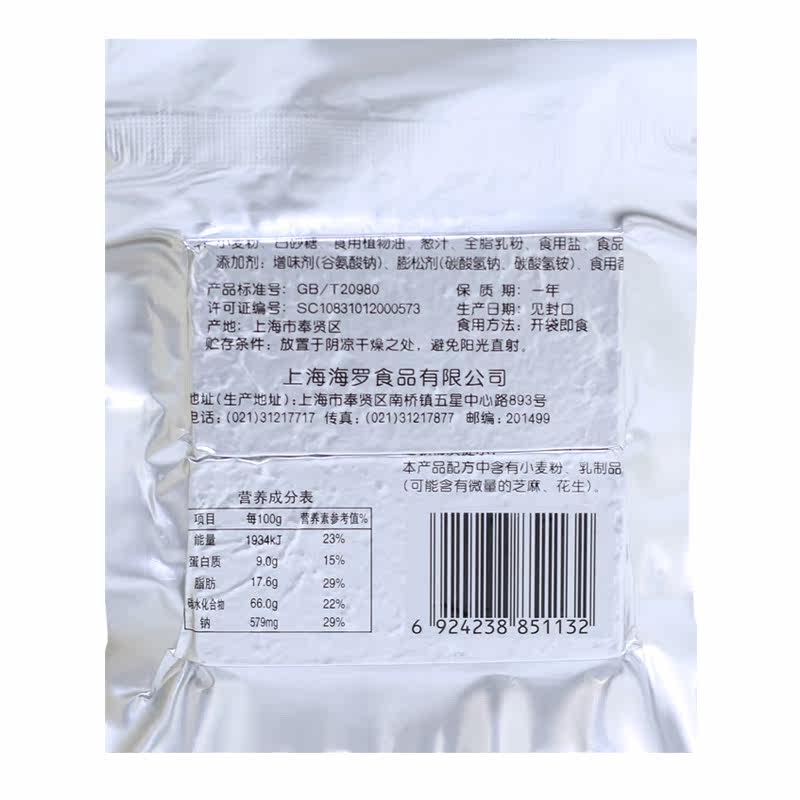 小麦粉、白砂糖、食用植物油、葱汁、全脂乳粉、食用盐、食品
添加剂：增味剂(谷氨酸钠)、膨松剂(碳酸氢钠、碳酸氢铵)、食用香
产品标准号：GB/T20980 保 质 期：一年
许可证编号：SC10831012000573 生产日期：见封口
产地：上海市奉贤区 食用方法：开袋即食
贮存条件：放置于阴凉干燥之处，避免阳光直射。
上海海罗食品有限公司
地址(生产地址)：上海市奉贤区南桥镇五星中心路893号
电话：(021)31217717 传真：(021)31217877 邮编：201499
本产品配方中含有小麦粉、乳制品
(可能含有微量的芝麻、花生)。
营养成分表
项目 每100g 营养素参考值%
能量 1934kJ 23%
蛋白质 9.0g 15%
脂肪 17.6g 29%
碳水化合物 66.0g 22%
钠 579mg 29%
6 924238 851132